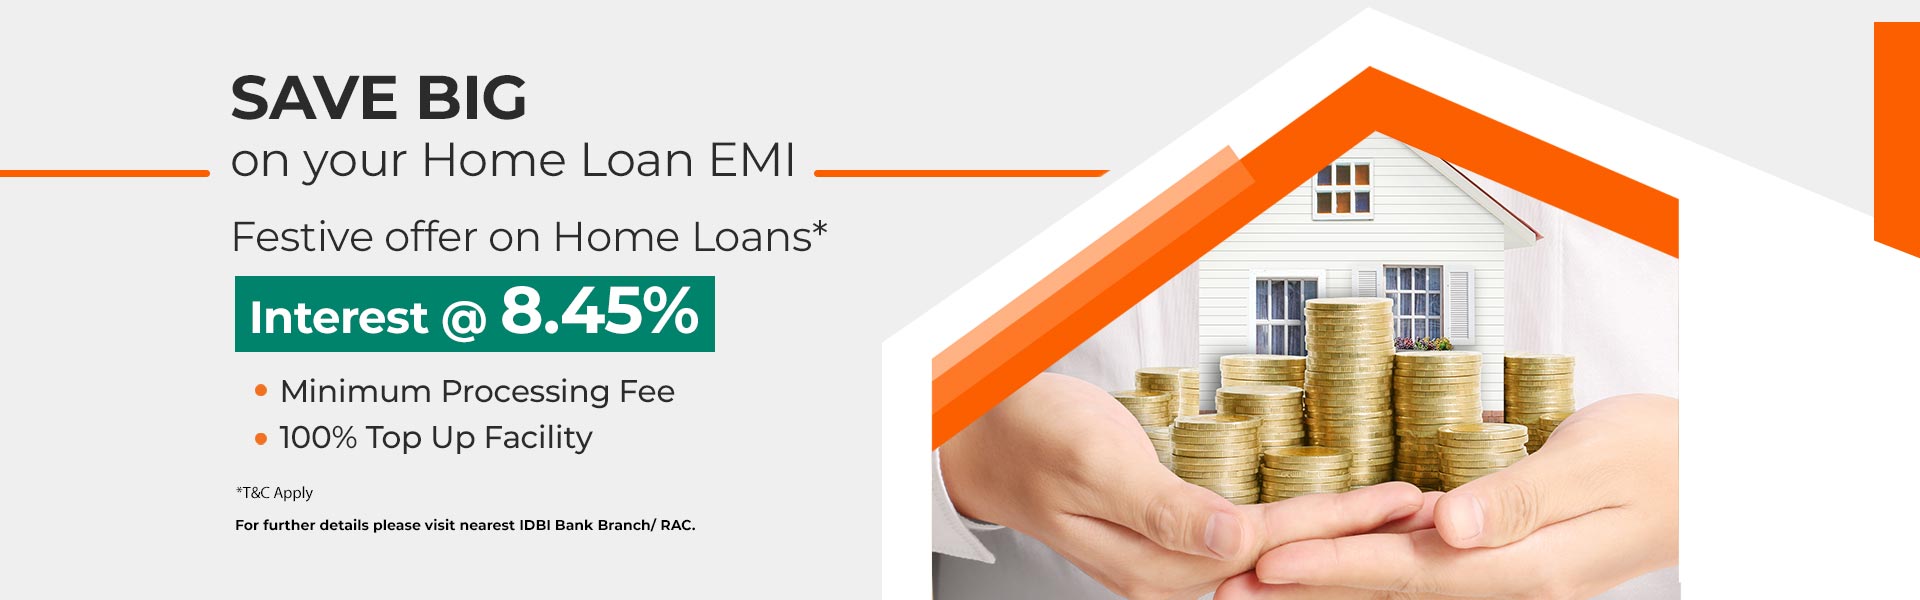 SAVE BIG
on your Home Loan EMI
Festive offer on Home Loans*
Interest @ 8.45%
• Minimum Processing Fee
• 100% Top Up Facility
*T&C Apply
For further details please visit nearest IDBI Bank Branch/ RAC.